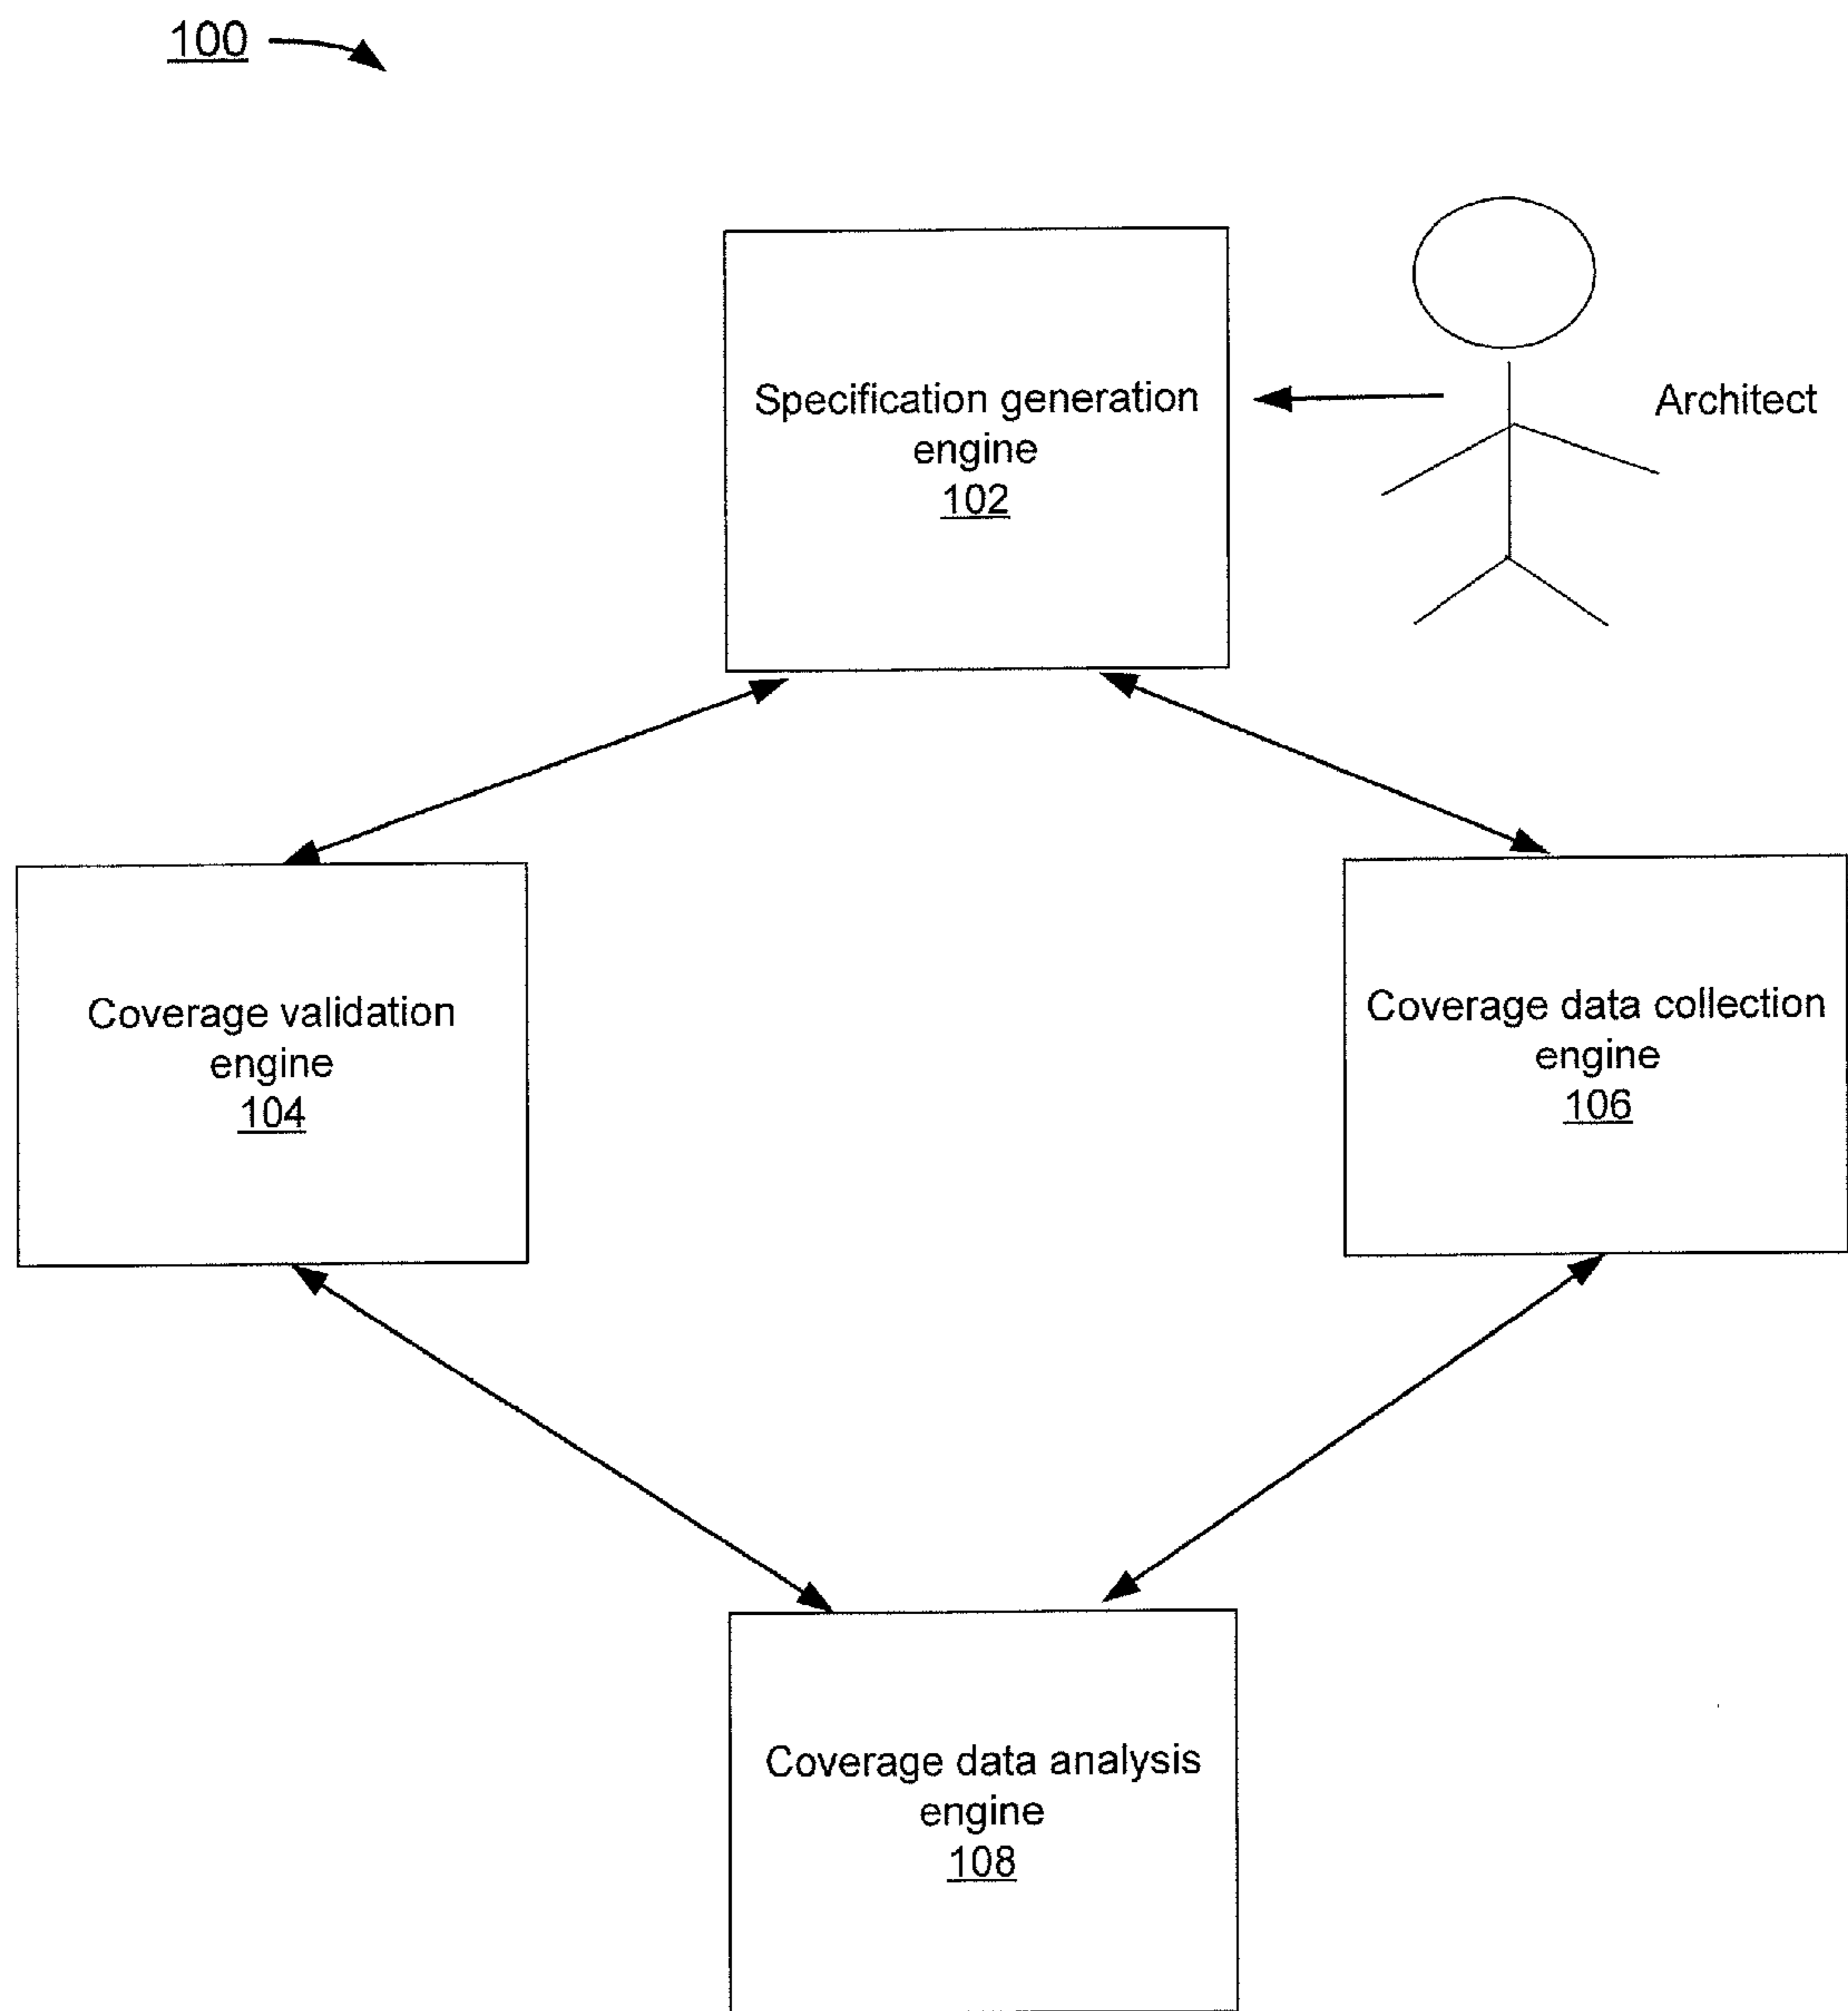 100
Specification generation
engine
102
Architect
Coverage validation
engine
104
Coverage data collection
engine
106
Coverage data analysis
engine
108